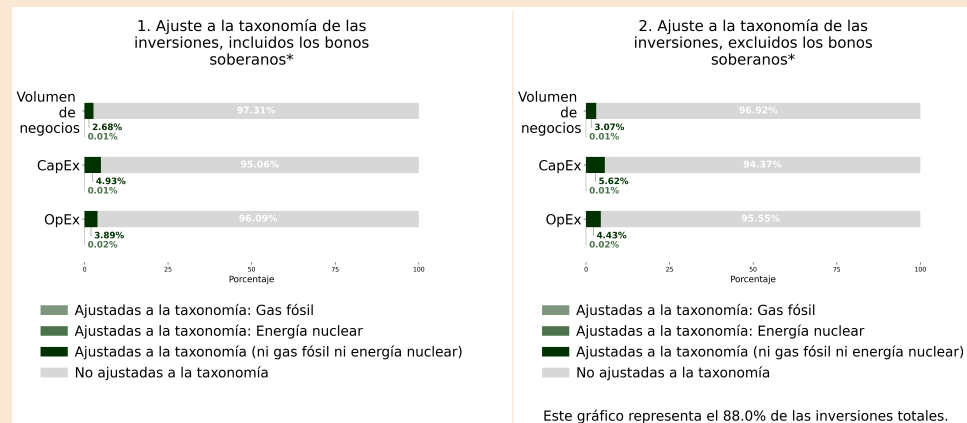 1. Ajuste a la taxonomía de las
inversiones, incluidos los bonos
soberanos*
Volumen
de
negocios
97.31%
2.68%
0.01%
CapEx
95.06%
4.93%
0.01%
OpEx
96.09%
3.89%
0.02%
0 25 50 75 100
Porcentaje
Ajustadas a la taxonomía: Gas fósil
Ajustadas a la taxonomía: Energía nuclear
Ajustadas a la taxonomía (ni gas fósil ni energía nuclear)
No ajustadas a la taxonomía
2. Ajuste a la taxonomía de las
inversiones, excluidos los bonos
soberanos*
Volumen
de
negocios
96.92%
3.07%
0.01%
CapEx
94.37%
5.62%
0.01%
OpEx
95.55%
4.43%
0.02%
0 25 50 75 100
Porcentaje
Ajustadas a la taxonomía: Gas fósil
Ajustadas a la taxonomía: Energía nuclear
Ajustadas a la taxonomía (ni gas fósil ni energía nuclear)
No ajustadas a la taxonomía
Este gráfico representa el 88.0% de las inversiones totales.